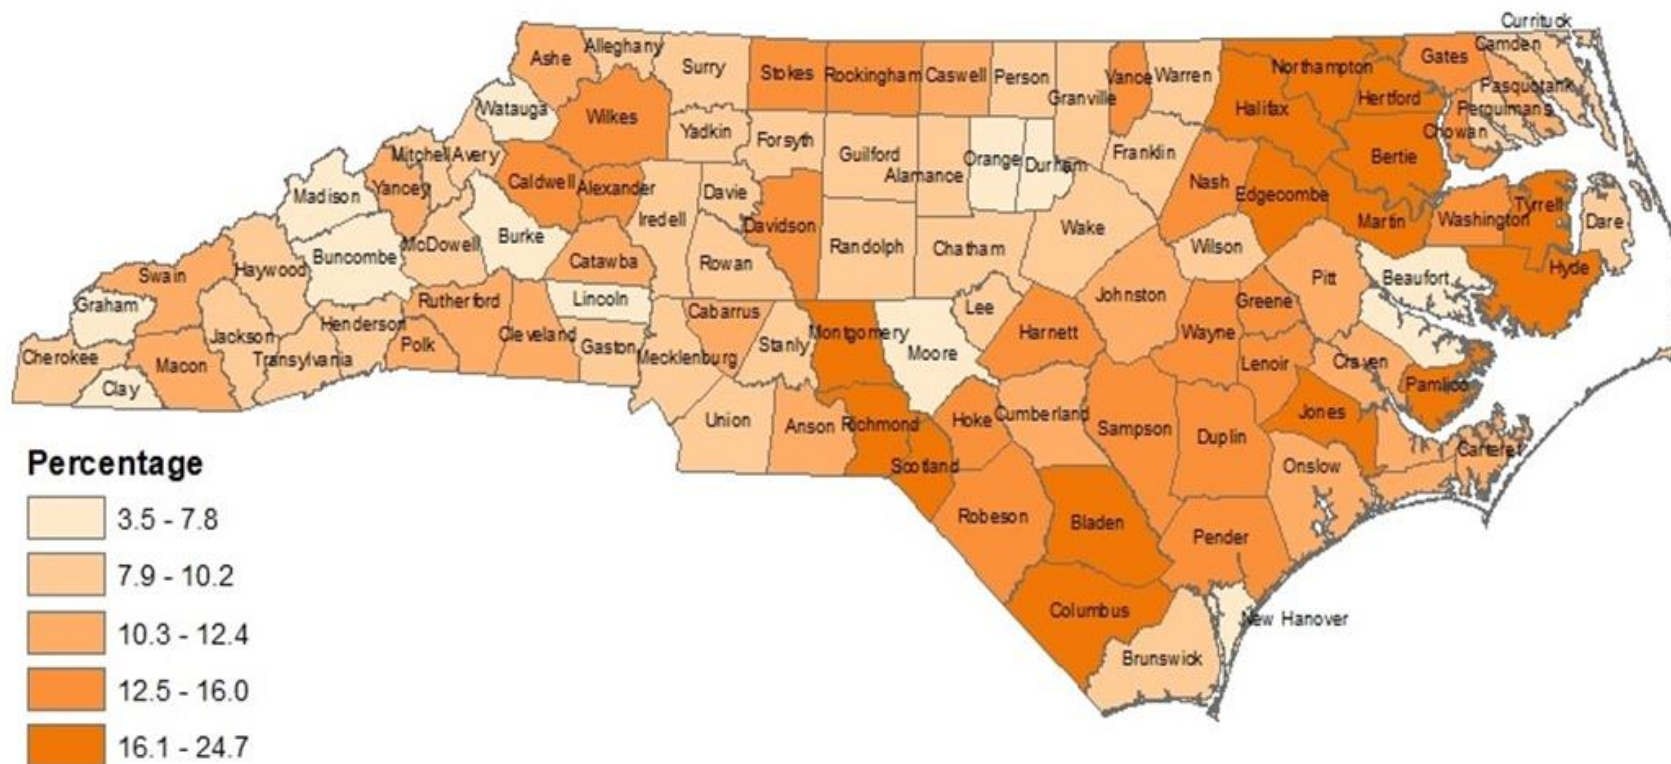 Currituck
Ashe
Alleghany
Surry
Stokes
Rockingham
Caswell
Person
Granville
Vance
Warren
Northampton
Gates
Camden
Halifax
Hertford
Pasquotank
Perquimans
Chowan
Bertie
Watauga
Wilkes
Yadkin
Forsyth
Guilford
Alamance
Orange
Durham
Franklin
Nash
Edgecombe
Martin
Washington
Tyrrell
Dare
Mitchell
Avery
Yancey
Madison
Caldwell
Alexander
Iredell
Davie
Davidson
Randolph
Chatham
Wake
Wilson
Swain
Haywood
Buncombe
McDowell
Burke
Catawba
Rowan
Johnston
Greene
Pitt
Beaufort
Hyde
Graham
Jackson
Henderson
Rutherford
Lincoln
Cabarrus
Montgomery
Lee
Harnett
Wayne
Cherokee
Clay
Macon
Transylvania
Polk
Cleveland
Gaston
Mecklenburg
Stanly
Moore
Lenoir
Craven
Pamlico
Union
Anson
Richmond
Scotland
Hoke
Cumberland
Sampson
Duplin
Jones
Onslow
Carteret
Robeson
Bladen
Pender
Columbus
Brunswick
New Hanover
Percentage
3.5 - 7.8
7.9 - 10.2
10.3 - 12.4
12.5 - 16.0
16.1 - 24.7